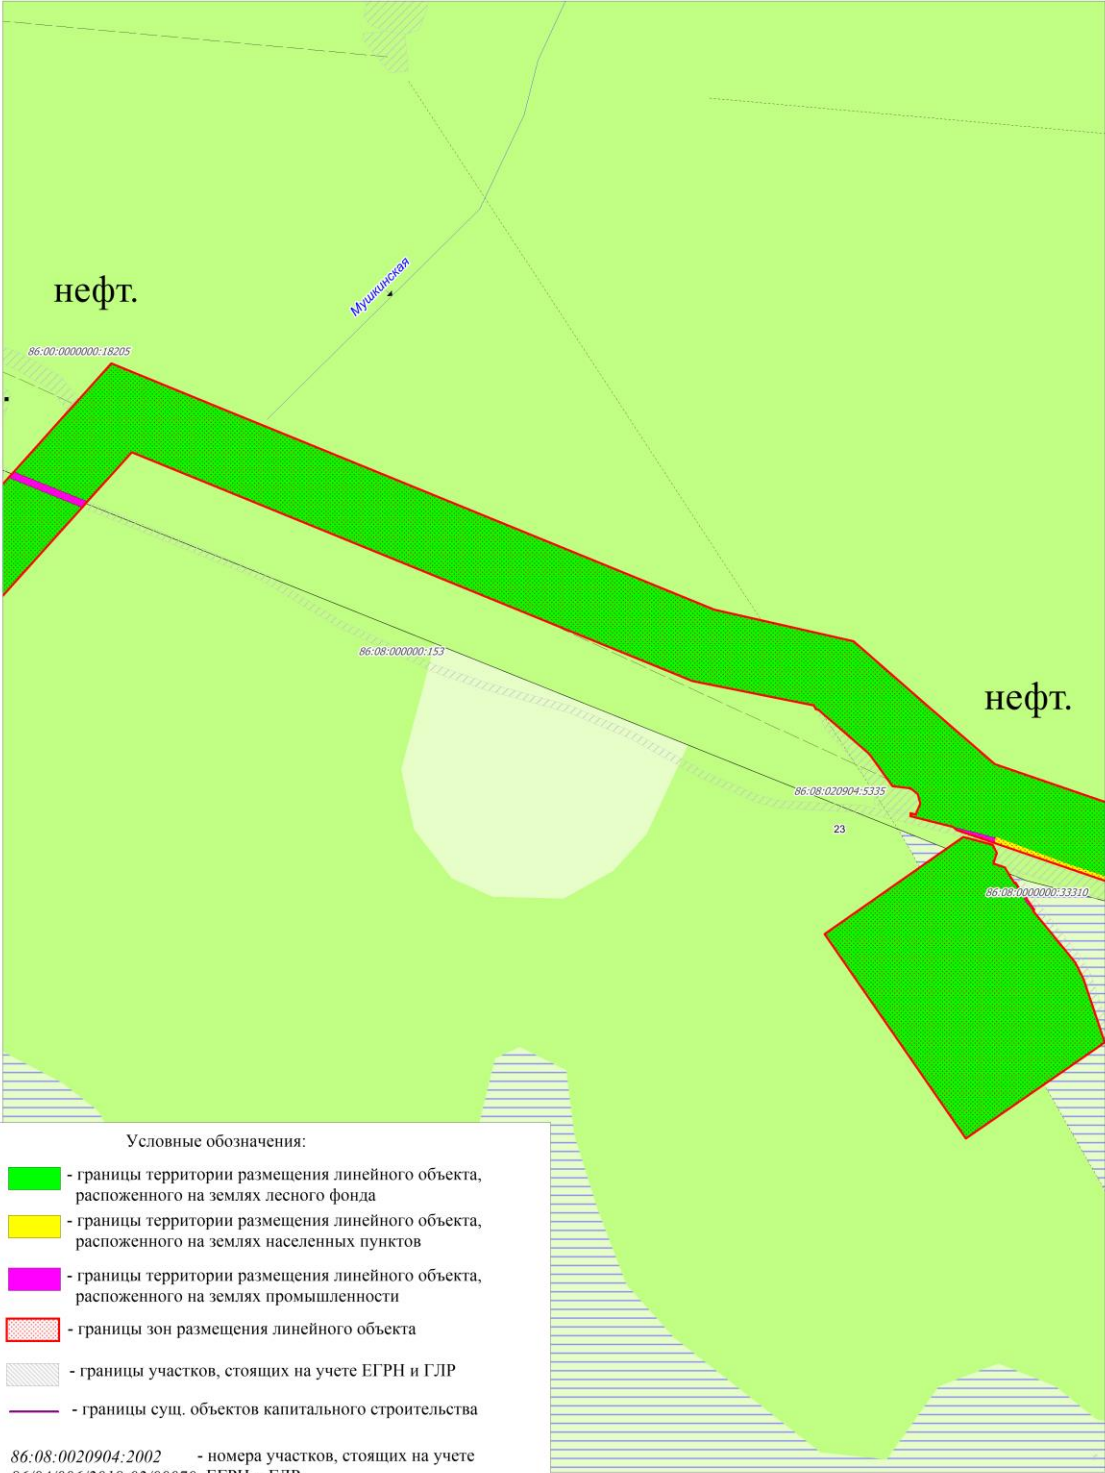 нефт.
Мушкинская
86:00:0000000:18205
86:08:000000:153
нефт.
86:08:020904:5335
23
86:08:0000000:33310
Условные обозначения:
- границы территории размещения линейного объекта,
распоженного на землях лесного фонда
- границы территории размещения линейного объекта,
распоженного на землях населенных пунктов
- границы территории размещения линейного объекта,
распоженного на землях промышленности
- границы зон размещения линейного объекта
- границы участков, стоящих на учете ЕГРН и ГЛР
- границы сущ. объектов капитального строительства
86:08:0020904:2002 - номера участков, стоящих на учете